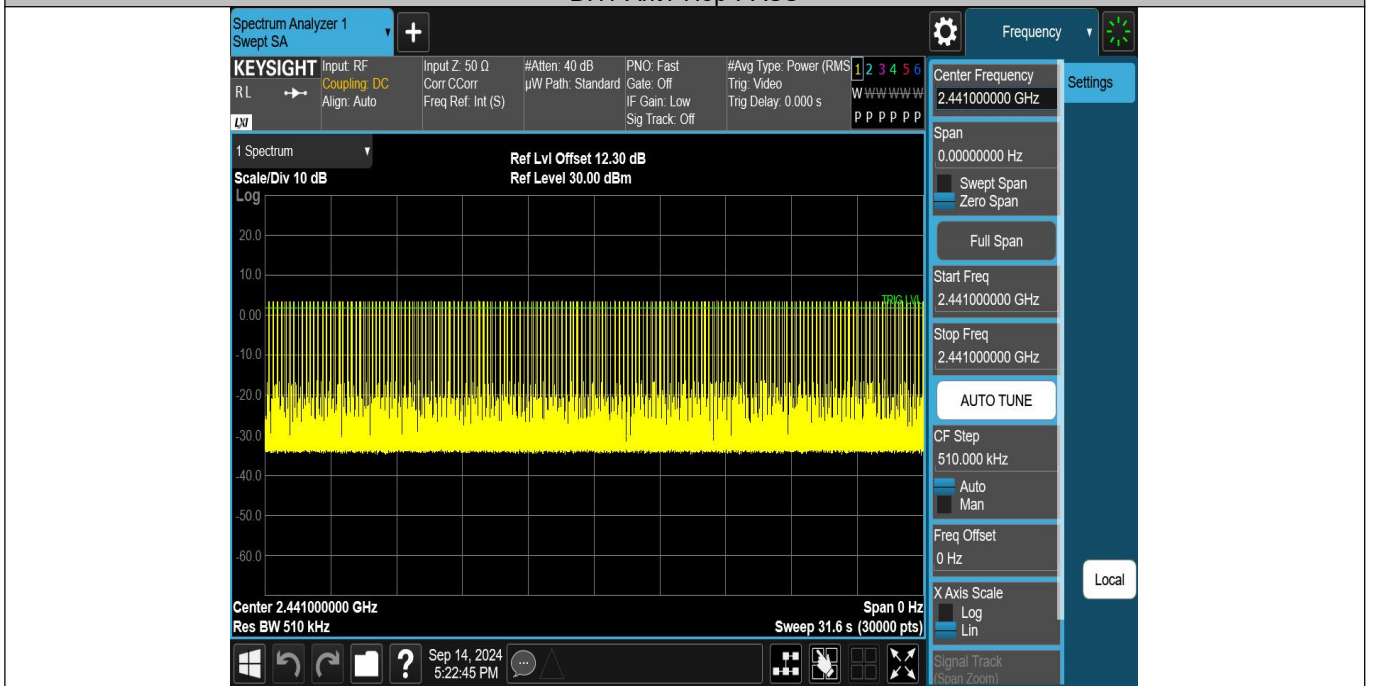 Spectrum Analyzer 1
Swept SA
+
Frequency
KEYSIGHT
RL
LXI
Input: RF
Coupling: DC
Align: Auto
Input Z: 50 Ω
Corr CCorr
Freq Ref: Int (S)
#Atten: 40 dB
µW Path: Standard
PNO: Fast
Gate: Off
IF Gain: Low
Sig Track: Off
#Avg Type: Power (RMS
Trig: Video
Trig Delay: 0.000 s
1 2 3 4 5 6
W W W W W W
P P P P P P
Center Frequency
2.441000000 GHz
Settings
Span
0.00000000 Hz
Swept Span
Zero Span
Full Span
Start Freq
2.441000000 GHz
Stop Freq
2.441000000 GHz
AUTO TUNE
CF Step
510.000 kHz
Auto
Man
Freq Offset
0 Hz
X Axis Scale
Log
Lin
Signal Track
(Span Zoom)
Local
1 Spectrum
Scale/Div 10 dB
Log
Ref Lvl Offset 12.30 dB
Ref Level 30.00 dBm
20.0
10.0
TRIG LVL
0.00
-10.0
-20.0
-30.0
-40.0
-50.0
-60.0
Center 2.441000000 GHz
Res BW 510 kHz
Span 0 Hz
Sweep 31.6 s (30000 pts)
?
Sep 14, 2024
5:22:45 PM